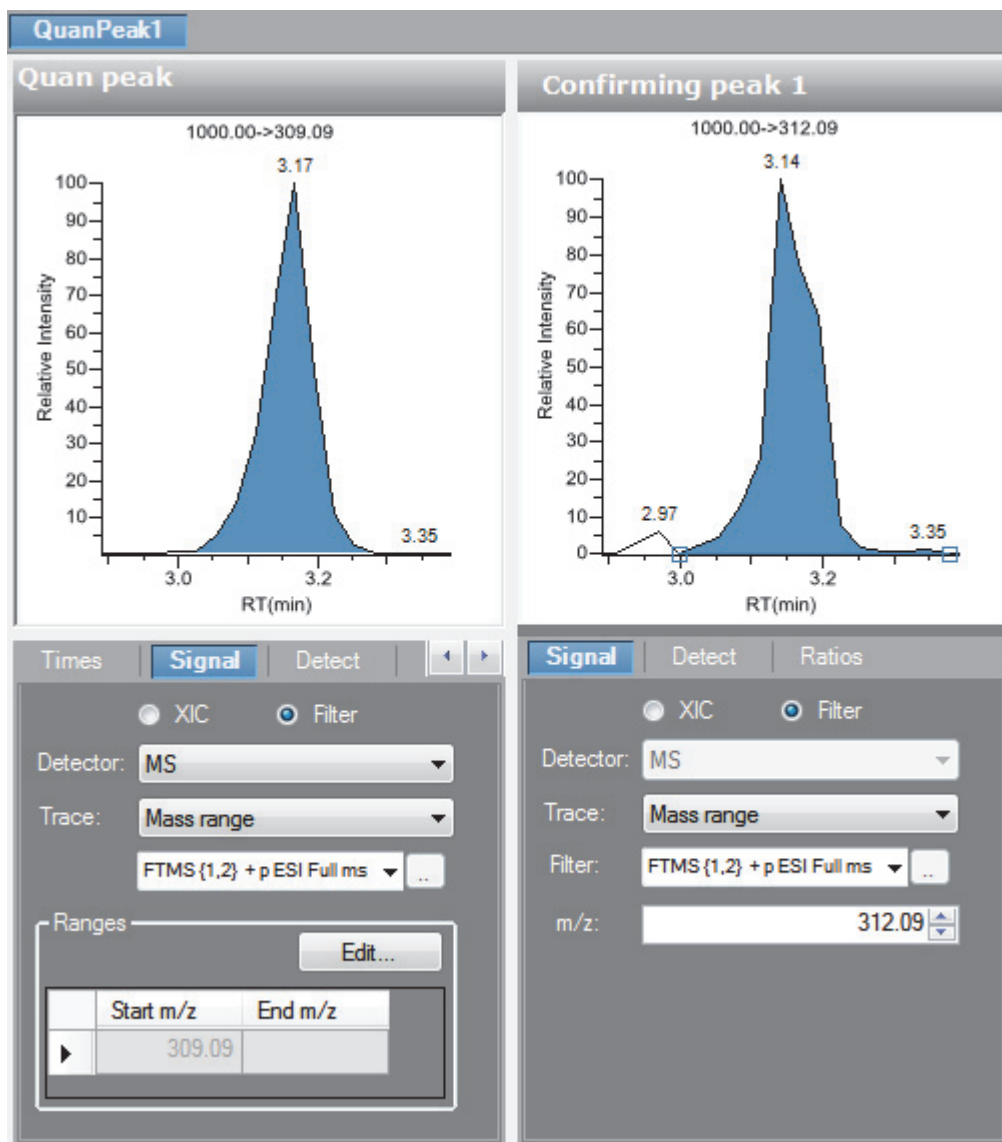 QuanPeak1
Quan peak
1000.00->309.09
3.17
100
90
80
70
60
50
40
30
20
10
Relative Intensity
3.35
3.0 3.2
RT(min)
Times Signal Detect
XIC Filter
Detector: MS
Trace: Mass range
FTMS {1,2} + p ESI Full ms ..
Ranges
Edit...
Start m/z End m/z
309.09
Confirming peak 1
1000.00->312.09
3.14
100
90
80
70
60
50
40
30
20
10
0
Relative Intensity
2.97
3.35
3.0 3.2
RT(min)
Signal Detect Ratios
XIC Filter
Detector: MS
Trace: Mass range
Filter: FTMS {1,2} + p ESI Full ms ..
m/z: 312.09